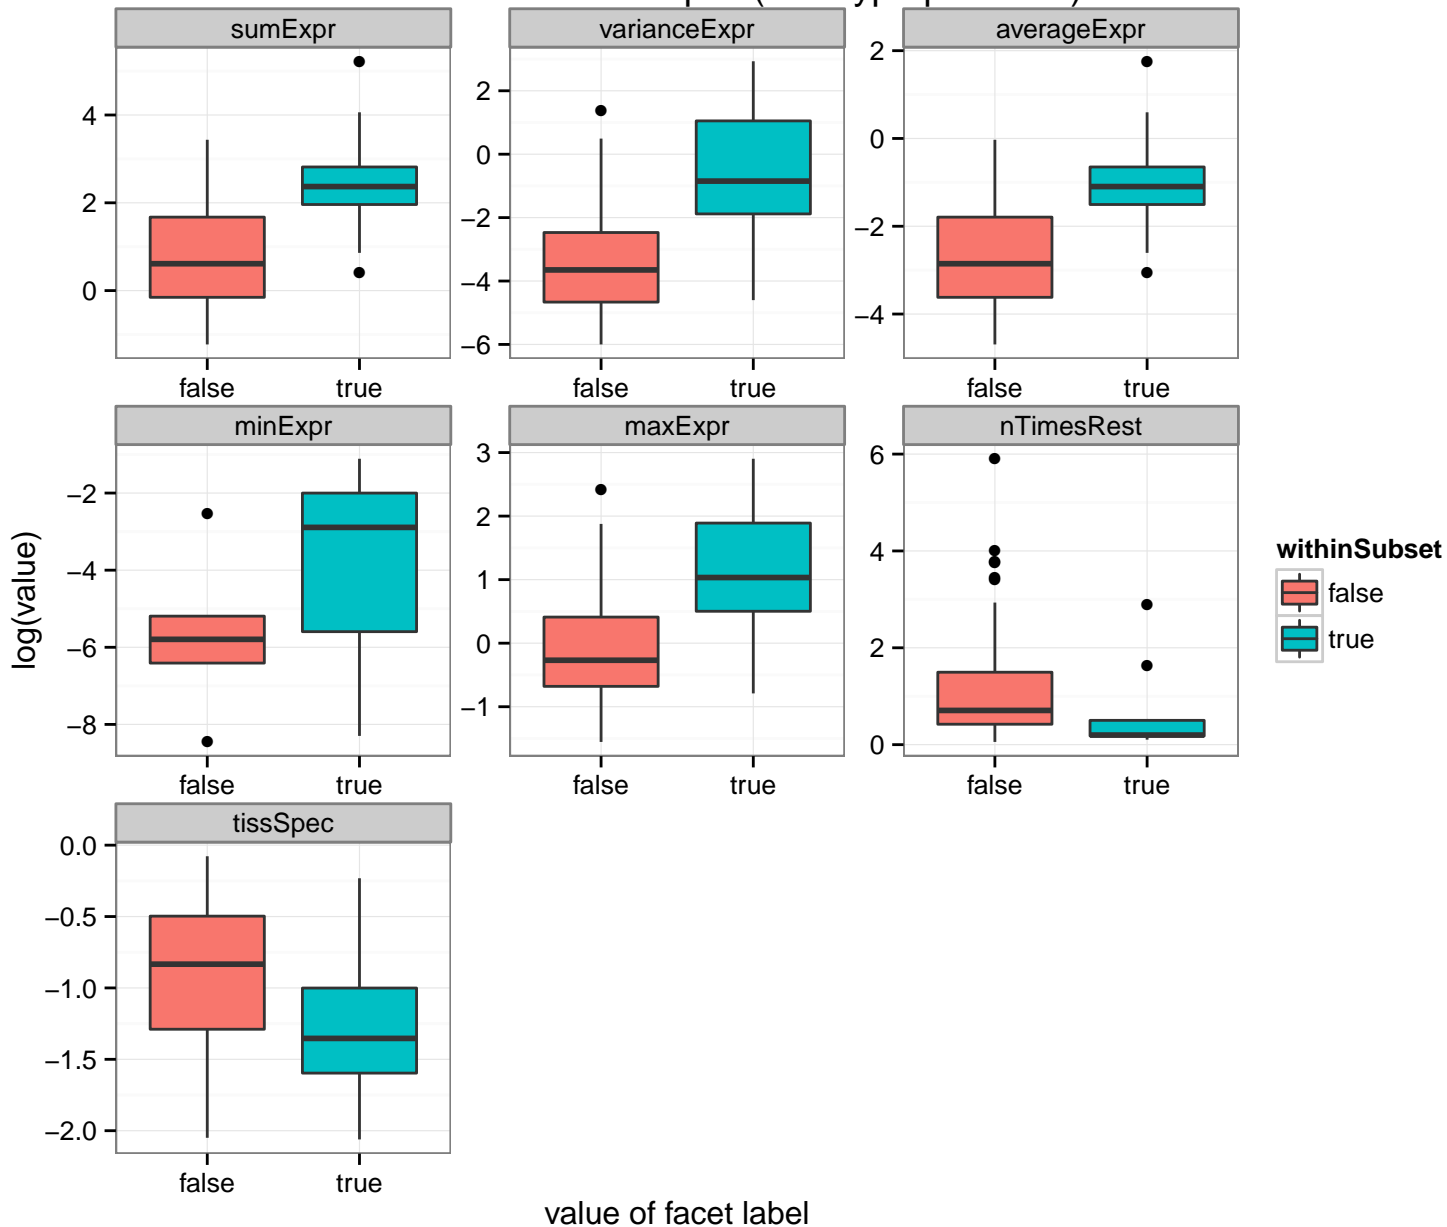 sumExpr varianceExpr averageExpr
4
2
0
2
0
−2
−4
−6
2
0
−2
−4
false true false true false true
minExpr maxExpr nTimesRest
−2
−4
−6
−8
3
2
1
0
−1
6
4
2
0
false true false true false true
tissSpec
0.0
−0.5
−1.0
−1.5
−2.0
false true
log(value)
value of facet label
withinSubset
false
true